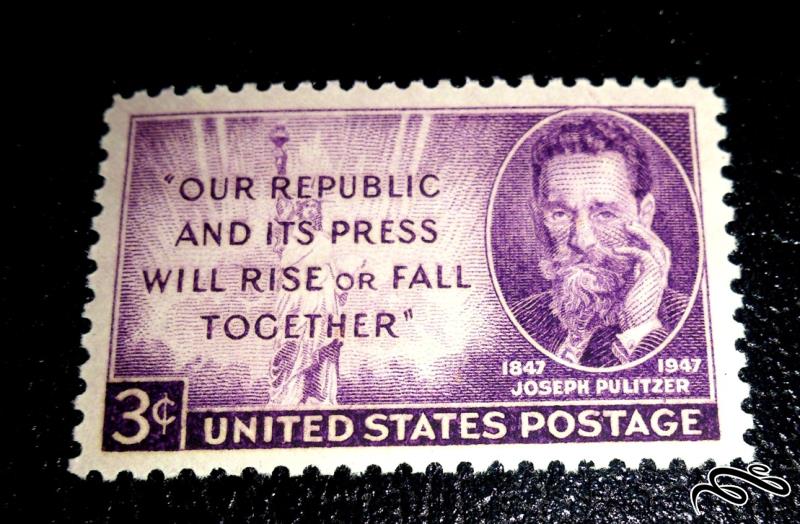 "OUR REPUBLIC
AND ITS PRESS
WILL RISE OR FALL
TOGETHER"
1847 1947
JOSEPH PULITZER
3¢
UNITED STATES POSTAGE